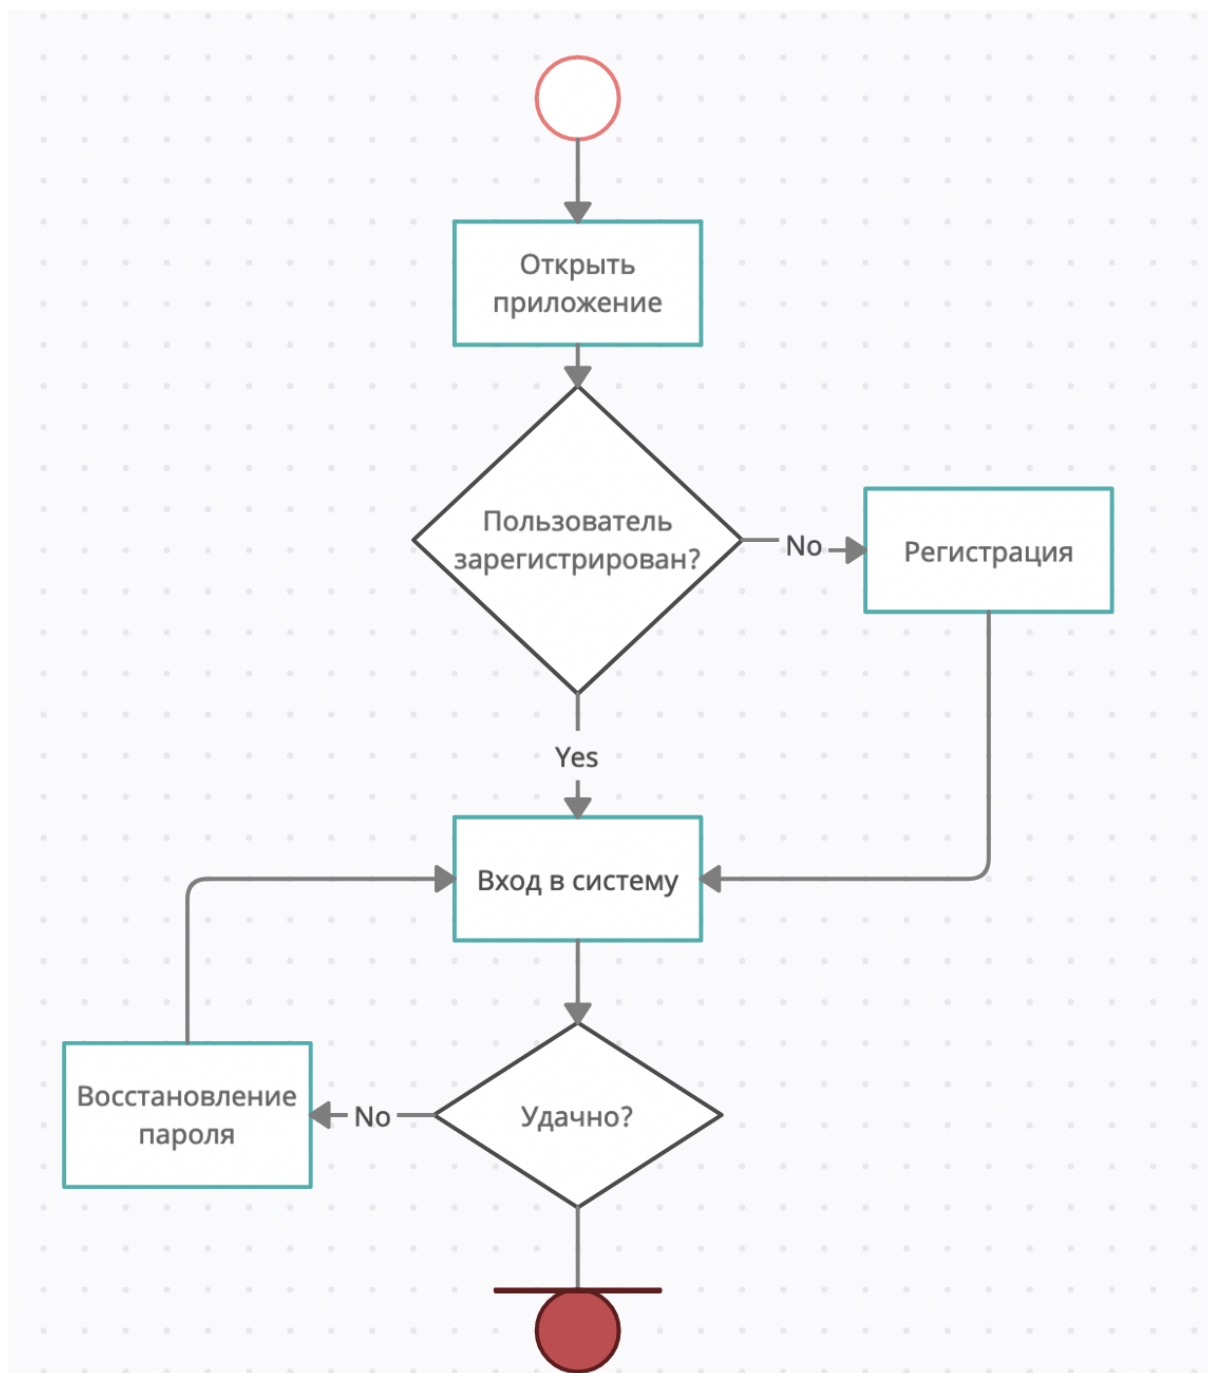 Открыть
приложение
Пользователь
зарегистрирован?
No
Регистрация
Yes
Вход в систему
Восстановление
пароля
No
Удачно?